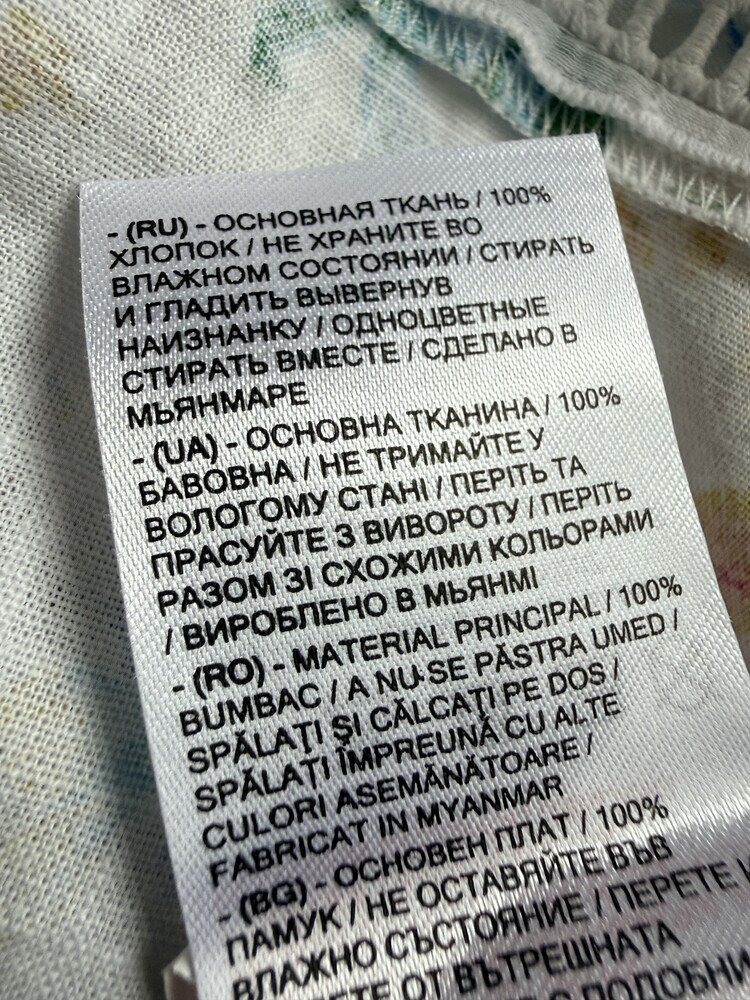 - (RU) - ОСНОВНАЯ ТКАНЬ / 100%
ХЛОПОК / НЕ ХРАНИТЕ ВО
ВЛАЖНОМ СОСТОЯНИИ / СТИРАТЬ
И ГЛАДИТЬ ВЫВЕРНУВ
НАИЗНАНКУ / ОДНОЦВЕТНЫЕ
СТИРАТЬ ВМЕСТЕ / СДЕЛАНО В
МЬЯНМАРЕ
- (UA) - ОСНОВНА ТКАНИНА / 100%
БАВОВНА / НЕ ТРИМАЙТЕ У
ВОЛОГОМУ СТАНІ / ПЕРІТЬ ТА
ПРАСУЙТЕ З ВИВОРОТУ / ПЕРІТЬ
РАЗОМ ЗІ СХОЖИМИ КОЛЬОРАМИ
/ ВИРОБЛЕНО В МЬЯНМІ
- (RO) - MATERIAL PRINCIPAL / 100%
BUMBAC / A NU SE PĂSTRA UMED /
SPĂLAȚI ȘI CĂLCAȚI PE DOS /
SPĂLAȚI ÎMPREUNĂ CU ALTE
CULORI ASEMĂNĂTOARE /
FABRICAT IN MYANMAR
- (BG) - ОСНОВЕН ПЛАТ / 100%
ПАМУК / НЕ ОСТАВЯЙТЕ ВЪВ
ВЛАЖНО СЪСТОЯНИЕ / ПЕРЕТЕ
ОТ ВЪТРЕШНАТА